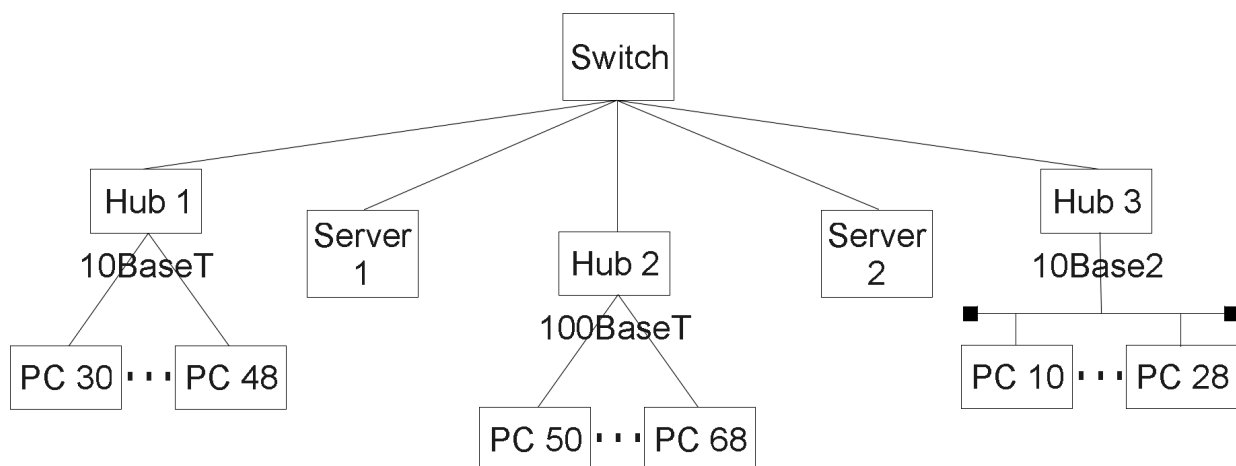 Switch
Hub 1
Hub 3
Server
1
Server
2
Hub 2
10BaseT
10Base2
100BaseT
PC 30 ... PC 48
PC 10 ... PC 28
PC 50 ... PC 68